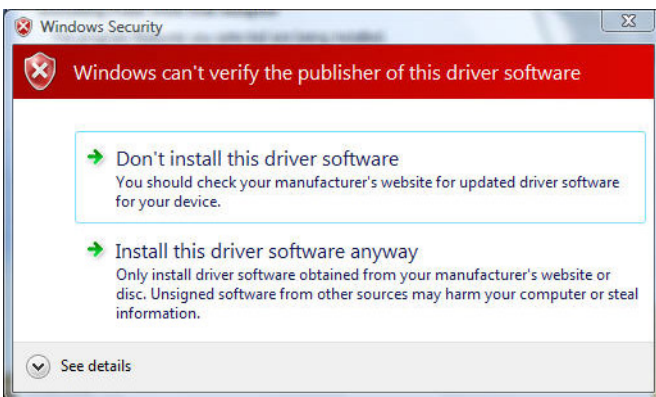 Windows Security
Windows can't verify the publisher of this driver software
Don't install this driver software
You should check your manufacturer's website for updated driver software
for your device.
Install this driver software anyway
Only install driver software obtained from your manufacturer's website or
disc. Unsigned software from other sources may harm your computer or steal
information.
See details